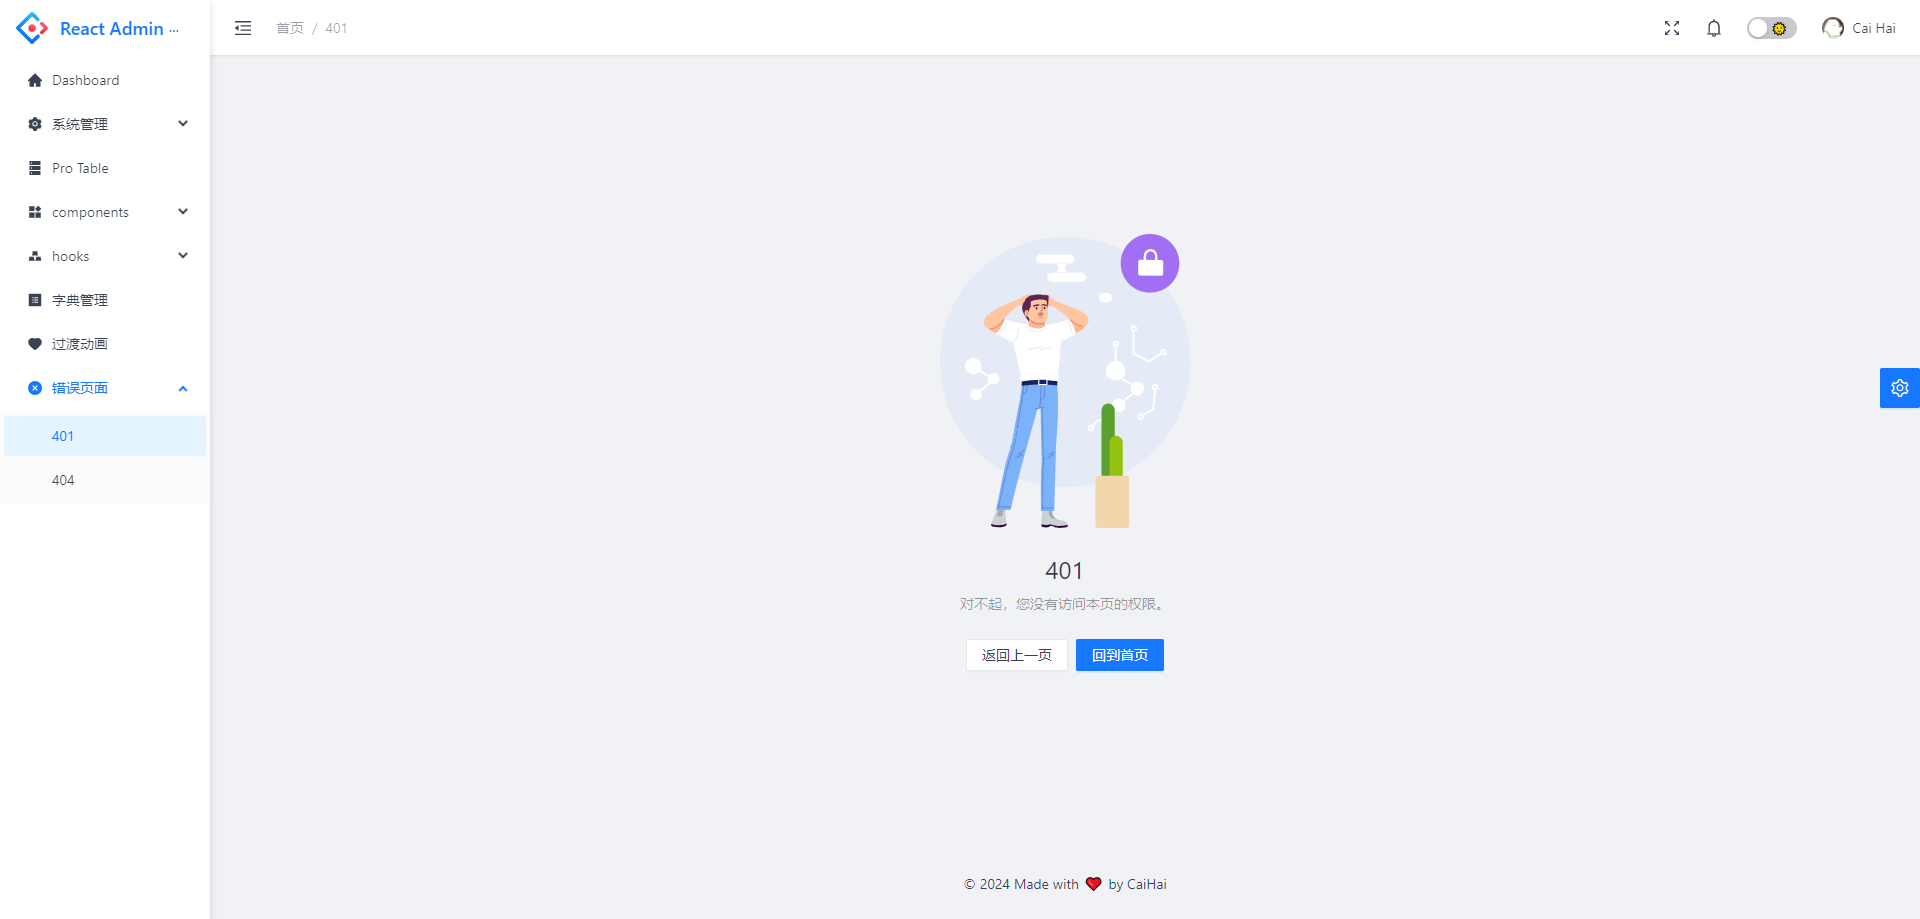 React Admin ...
首页 / 401
Cai Hai
Dashboard
系统管理
Pro Table
components
hooks
字典管理
过渡动画
错误页面
401
404
401
对不起，您没有访问本页的权限。
返回上一页
回到首页
© 2024 Made with ❤ by CaiHai